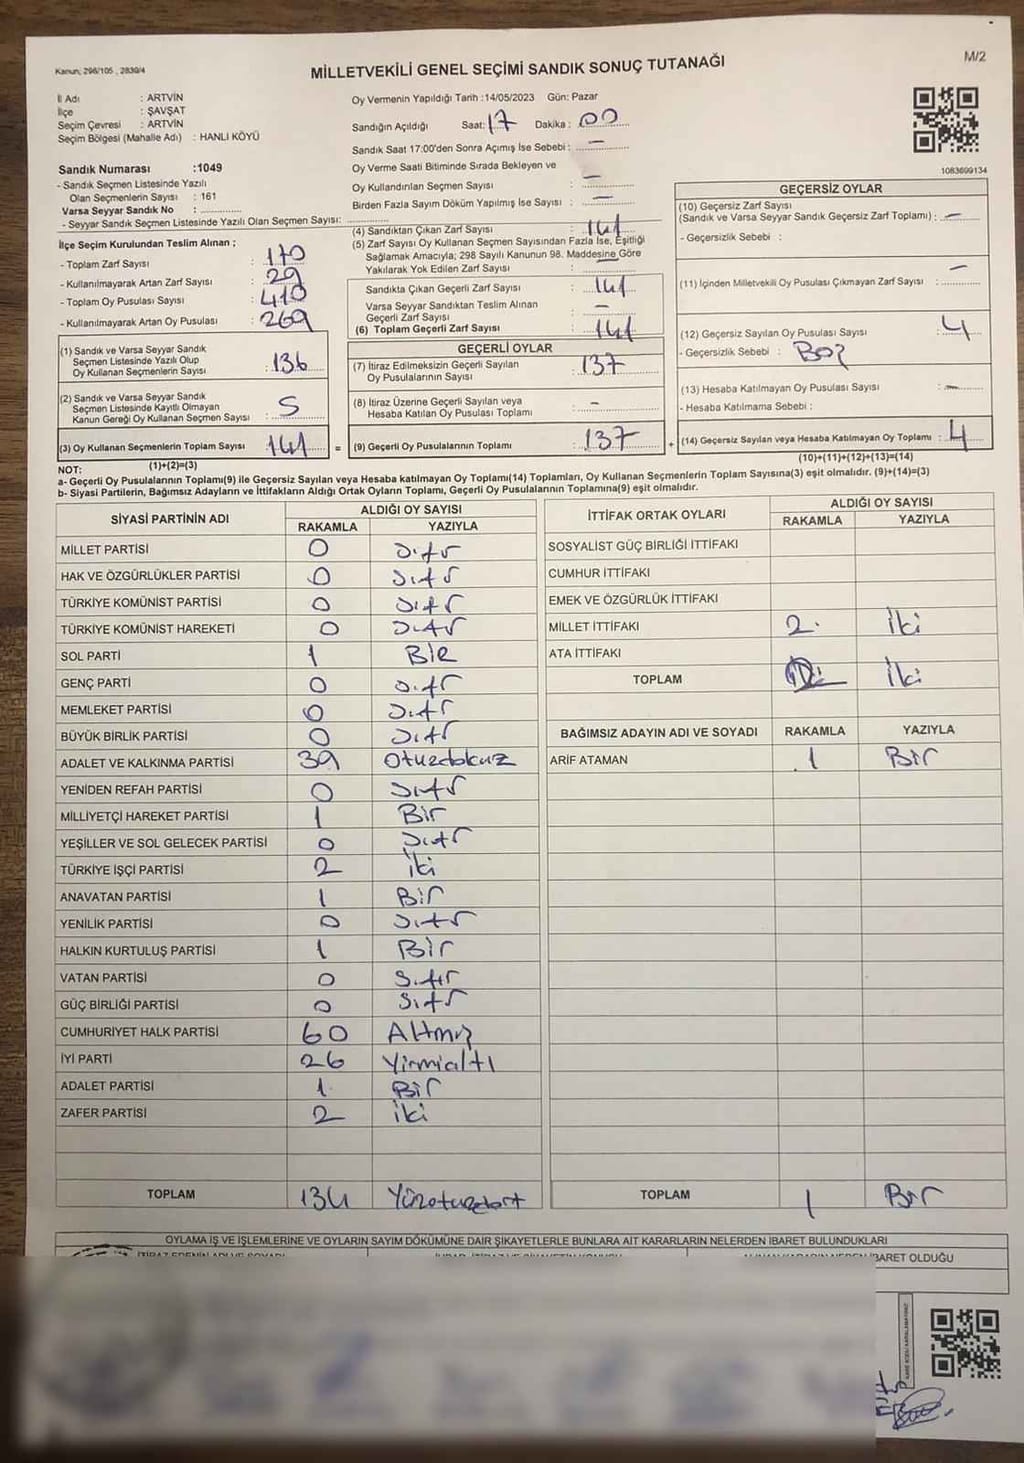 Kanun; 298/105 , 2839/4
MİLLETVEKİLİ GENEL SEÇİMİ SANDIK SONUÇ TUTANAĞI
M/2
İl Adı : ARTVİN
İlçe : ŞAVŞAT
Seçim Çevresi : ARTVİN
Seçim Bölgesi (Mahalle Adı) : HANLI KÖYÜ
Sandık Numarası :1049
- Sandık Seçmen Listesinde Yazılı
Olan Seçmenlerin Sayısı : 161
Varsa Seyyar Sandık No :
- Seyyar Sandık Seçmen Listesinde Yazılı Olan Seçmen Sayısı:
İlçe Seçim Kurulundan Teslim Alınan ;
- Toplam Zarf Sayısı : 170
- Kullanılmayarak Artan Zarf Sayısı : 29
- Toplam Oy Pusulası Sayısı : 410
- Kullanılmayarak Artan Oy Pusulası : 269
(1) Sandık ve Varsa Seyyar Sandık
Seçmen Listesinde Yazılı Olup
Oy Kullanan Seçmenlerin Sayısı : 136
(2) Sandık ve Varsa Seyyar Sandık
Seçmen Listesinde Kayıtlı Olmayan
Kanun Gereği Oy Kullanan Seçmen Sayısı : 5
(3) Oy Kullanan Seçmenlerin Toplam Sayısı 141 =
(1)+(2)=(3)
Oy Vermenin Yapıldığı Tarih :14/05/2023 Gün: Pazar
Sandığın Açıldığı Saat: 17 Dakika : 00
Sandık Saat 17:00'den Sonra Açımış İse Sebebi : –
Oy Verme Saati Bitiminde Sırada Bekleyen ve
Oy Kullandırılan Seçmen Sayısı : –
Birden Fazla Sayım Döküm Yapılmış İse Sayısı : –
(4) Sandıktan Çıkan Zarf Sayısı : 141
(5) Zarf Sayısı Oy Kullanan Seçmen Sayısından Fazla İse, Eşitliği
Sağlamak Amacıyla; 298 Sayılı Kanunun 98. Maddesine Göre
Yakılarak Yok Edilen Zarf Sayısı : –
Sandıkta Çıkan Geçerli Zarf Sayısı : 141
Varsa Seyyar Sandıktan Teslim Alınan
Geçerli Zarf Sayısı : –
(6) Toplam Geçerli Zarf Sayısı : 141
GEÇERLİ OYLAR
(7) İtiraz Edilmeksizin Geçerli Sayılan
Oy Pusulalarının Sayısı : 137
(8) İtiraz Üzerine Geçerli Sayılan veya
Hesaba Katılan Oy Pusulası Toplamı : –
(9) Geçerli Oy Pusulalarının Toplamı : 137 +
1083699134
GEÇERSİZ OYLAR
(10) Geçersiz Zarf Sayısı
(Sandık ve Varsa Seyyar Sandık Geçersiz Zarf Toplamı) : –
- Geçersizlik Sebebi :
(11) İçinden Milletvekili Oy Pusulası Çıkmayan Zarf Sayısı : –
(12) Geçersiz Sayılan Oy Pusulası Sayısı : 4
- Geçersizlik Sebebi : Boş
(13) Hesaba Katılmayan Oy Pusulası Sayısı : –
- Hesaba Katılmama Sebebi :
(14) Geçersiz Sayılan veya Hesaba Katılmayan Oy Toplamı : 4
(10)+(11)+(12)+(13)=(14)
NOT:
a- Geçerli Oy Pusulalarının Toplamı(9) ile Geçersiz Sayılan veya Hesaba katılmayan Oy Toplamı(14) Toplamları, Oy Kullanan Seçmenlerin Toplam Sayısına(3) eşit olmalıdır. (9)+(14)=(3)
b- Siyasi Partilerin, Bağımsız Adayların ve İttifakların Aldığı Ortak Oyların Toplamı, Geçerli Oy Pusulalarının Toplamına(9) eşit olmalıdır.
SİYASİ PARTİNİN ADI ALDIĞI OY SAYISI
RAKAMLA YAZIYLA
MİLLET PARTİSİ 0 Sıfır
HAK VE ÖZGÜRLÜKLER PARTİSİ 0 Sıfır
TÜRKİYE KOMÜNİST PARTİSİ 0 Sıfır
TÜRKİYE KOMÜNİST HAREKETİ 0 Sıfır
SOL PARTİ 1 Bir
GENÇ PARTİ 0 Sıfır
MEMLEKET PARTİSİ 0 Sıfır
BÜYÜK BİRLİK PARTİSİ 0 Sıfır
ADALET VE KALKINMA PARTİSİ 39 Otuzdokuz
YENİDEN REFAH PARTİSİ 0 Sıfır
MİLLİYETÇİ HAREKET PARTİSİ 1 Bir
YEŞİLLER VE SOL GELECEK PARTİSİ 0 Sıfır
TÜRKİYE İŞÇİ PARTİSİ 2 İki
ANAVATAN PARTİSİ 1 Bir
YENİLİK PARTİSİ 0 Sıfır
HALKIN KURTULUŞ PARTİSİ 1 Bir
VATAN PARTİSİ 0 Sıfır
GÜÇ BİRLİĞİ PARTİSİ 0 Sıfır
CUMHURİYET HALK PARTİSİ 60 Altmış
İYİ PARTİ 26 Yirmialtı
ADALET PARTİSİ 1 Bir
ZAFER PARTİSİ 2 İki
TOPLAM 134 Yüzotuzdört
İTTİFAK ORTAK OYLARI ALDIĞI OY SAYISI
RAKAMLA YAZIYLA
SOSYALİST GÜÇ BİRLİĞİ İTTİFAKI
CUMHUR İTTİFAKI
EMEK VE ÖZGÜRLÜK İTTİFAKI
MİLLET İTTİFAKI 2 İki
ATA İTTİFAKI
TOPLAM İki
BAĞIMSIZ ADAYIN ADI VE SOYADI RAKAMLA YAZIYLA
ARİF ATAMAN 1 Bir
TOPLAM 1 Bir
OYLAMA İŞ VE İŞLEMLERİNE VE OYLARIN SAYIM DÖKÜMÜNE DAİR ŞİKAYETLERLE BUNLARA AİT KARARLARIN NELERDEN İBARET BULUNDUKLARI
İBARET OLDUĞU